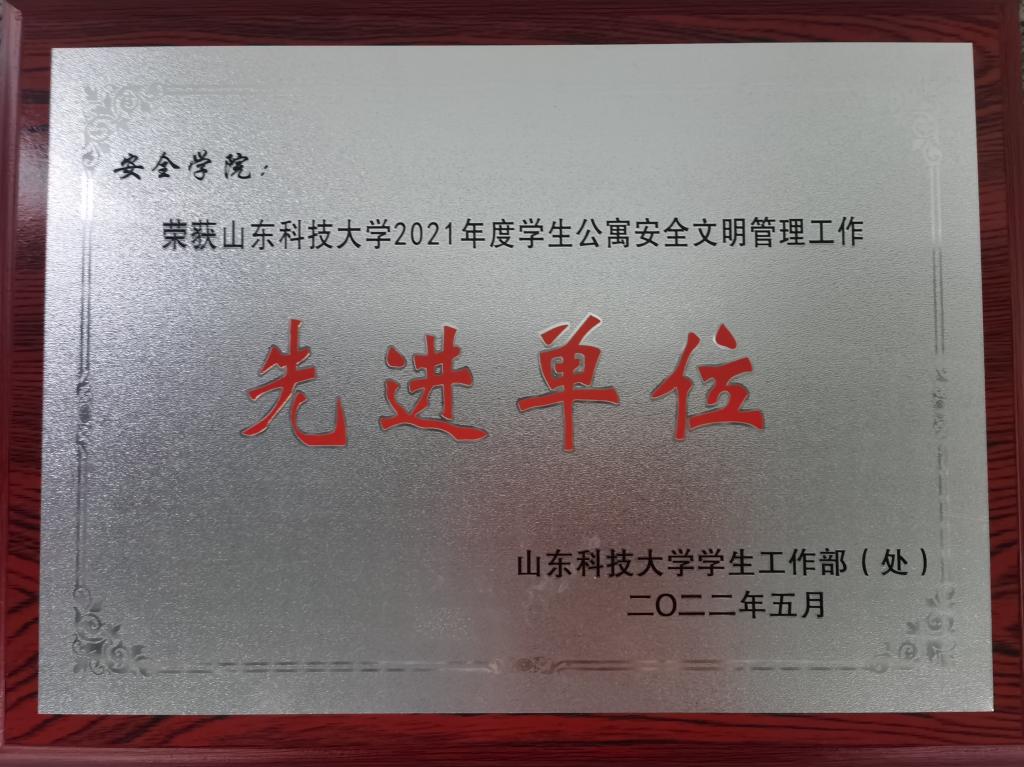 安全学院：
荣获山东科技大学2021年度学生公寓安全文明管理工作
先进单位
山东科技大学学生工作部（处）
二〇二二年五月